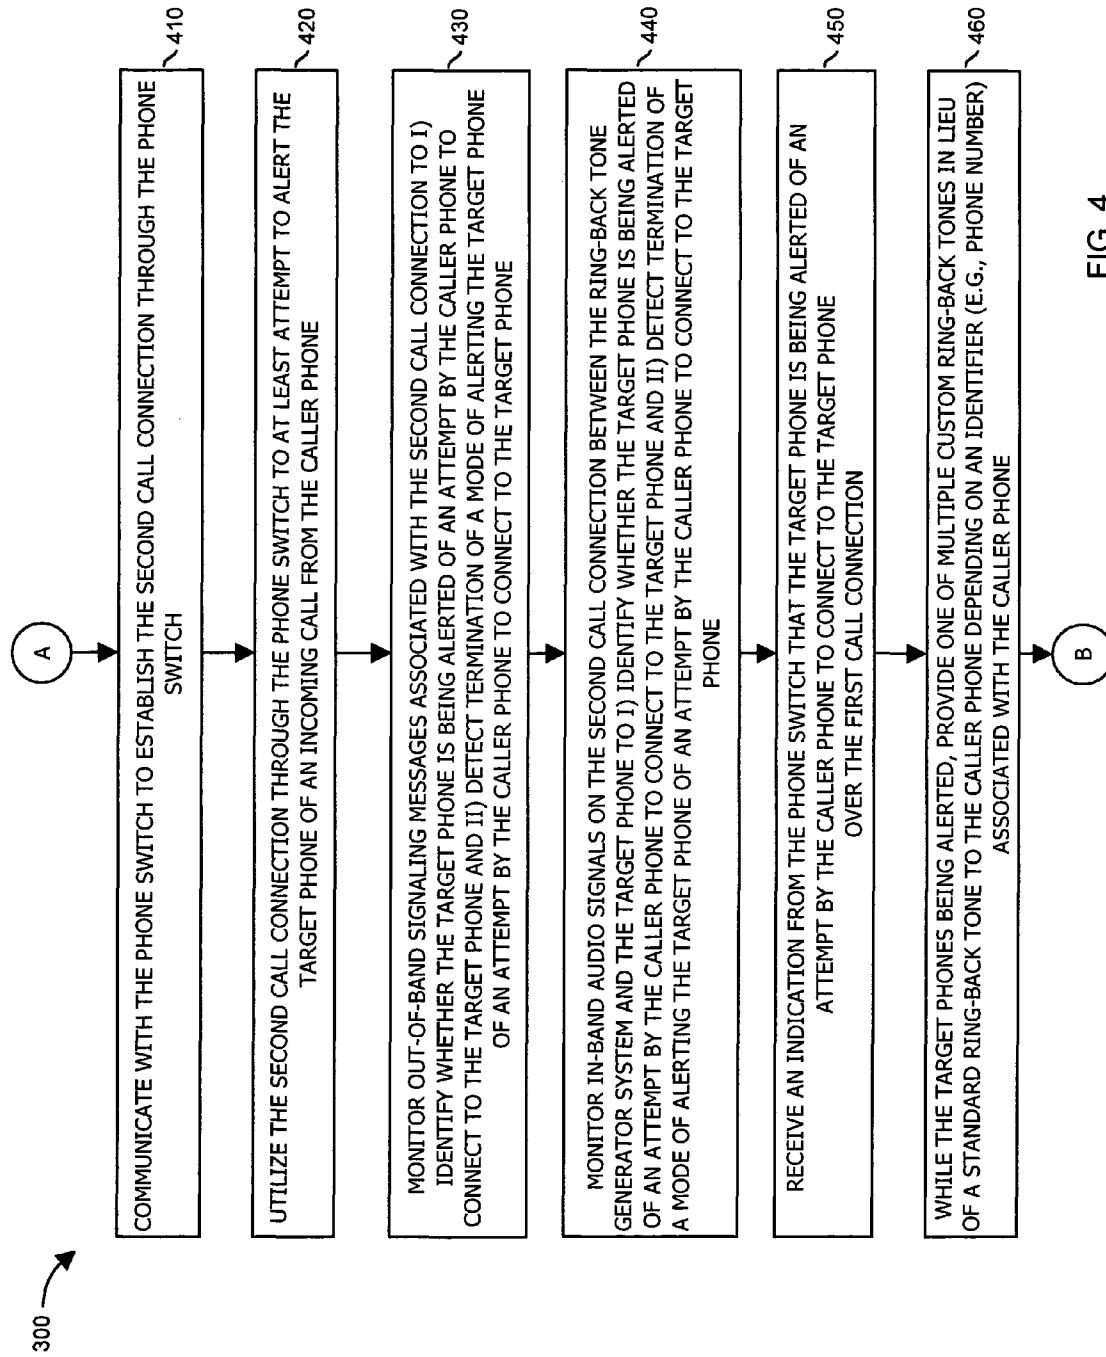 300
A
COMMUNICATE WITH THE PHONE SWITCH TO ESTABLISH THE SECOND CALL CONNECTION THROUGH THE PHONE
SWITCH
410
UTILIZE THE SECOND CALL CONNECTION THROUGH THE PHONE SWITCH TO AT LEAST ATTEMPT TO ALERT THE
TARGET PHONE OF AN INCOMING CALL FROM THE CALLER PHONE
420
MONITOR OUT-OF-BAND SIGNALING MESSAGES ASSOCIATED WITH THE SECOND CALL CONNECTION TO I)
IDENTIFY WHETHER THE TARGET PHONE IS BEING ALERTED OF AN ATTEMPT BY THE CALLER PHONE TO
CONNECT TO THE TARGET PHONE AND II) DETECT TERMINATION OF A MODE OF ALERTING THE TARGET PHONE
OF AN ATTEMPT BY THE CALLER PHONE TO CONNECT TO THE TARGET PHONE
430
MONITOR IN-BAND AUDIO SIGNALS ON THE SECOND CALL CONNECTION BETWEEN THE RING-BACK TONE
GENERATOR SYSTEM AND THE TARGET PHONE TO I) IDENTIFY WHETHER THE TARGET PHONE IS BEING ALERTED
OF AN ATTEMPT BY THE CALLER PHONE TO CONNECT TO THE TARGET PHONE AND II) DETECT TERMINATION OF
A MODE OF ALERTING THE TARGET PHONE OF AN ATTEMPT BY THE CALLER PHONE TO CONNECT TO THE TARGET
PHONE
440
RECEIVE AN INDICATION FROM THE PHONE SWITCH THAT THE TARGET PHONE IS BEING ALERTED OF AN
ATTEMPT BY THE CALLER PHONE TO CONNECT TO THE TARGET PHONE
OVER THE FIRST CALL CONNECTION
450
WHILE THE TARGET PHONES BEING ALERTED, PROVIDE ONE OF MULTIPLE CUSTOM RING-BACK TONES IN LIEU
OF A STANDARD RING-BACK TONE TO THE CALLER PHONE DEPENDING ON AN IDENTIFIER (E.G., PHONE NUMBER)
ASSOCIATED WITH THE CALLER PHONE
460
B
FIG. 4